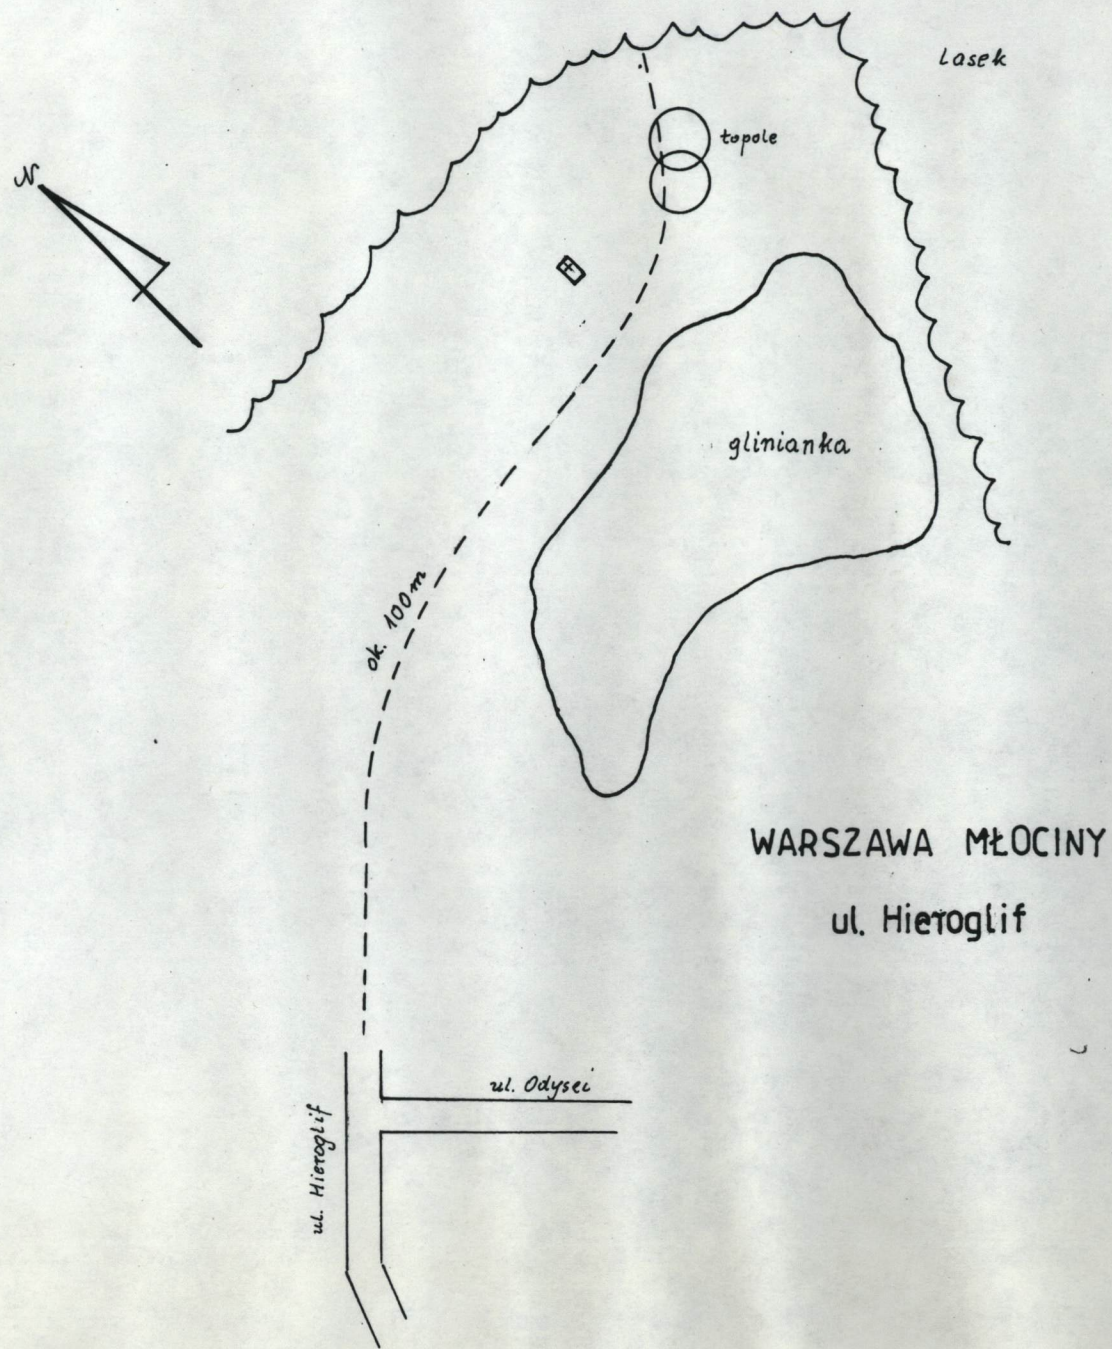 Lasek
topole
N
glinianka
ok. 100m
WARSZAWA MŁOCINY
ul. Hieroglif
ul. Odysei
ul. Hieroglif